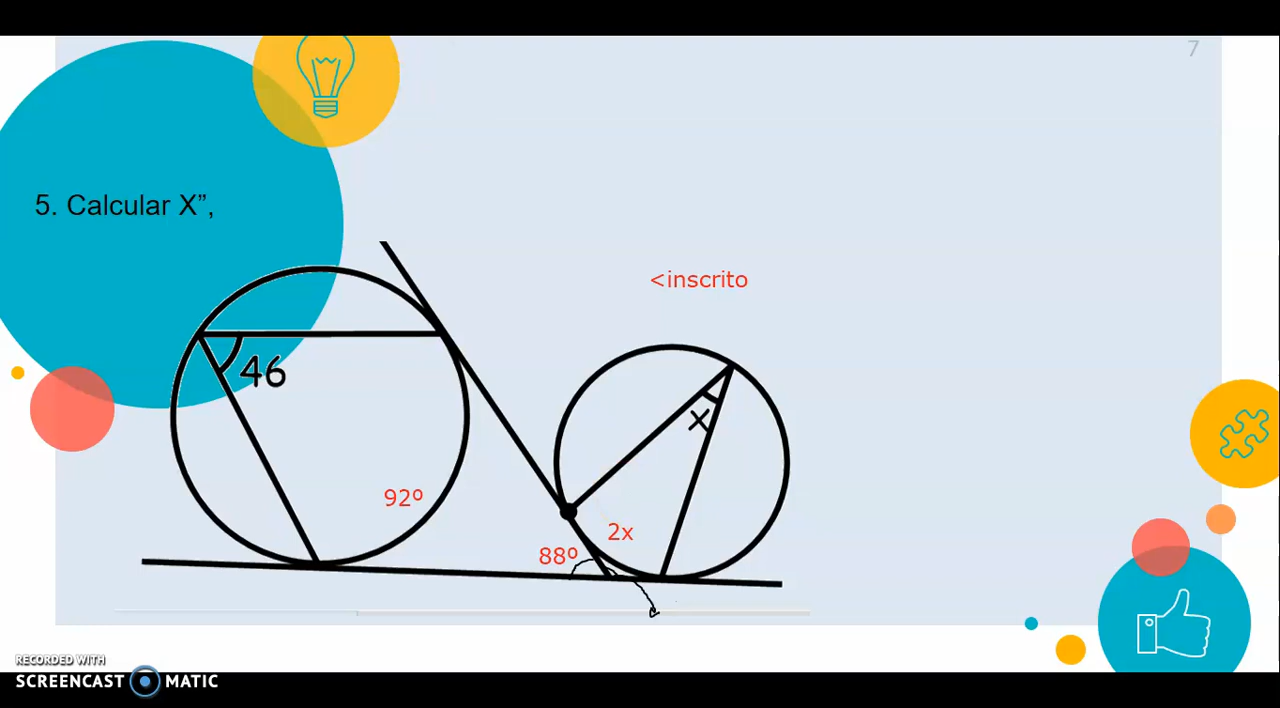 7
5. Calcular X”,
<inscrito
46
x
92º
2x
88º
RECORDED WITH
SCREENCAST MATIC